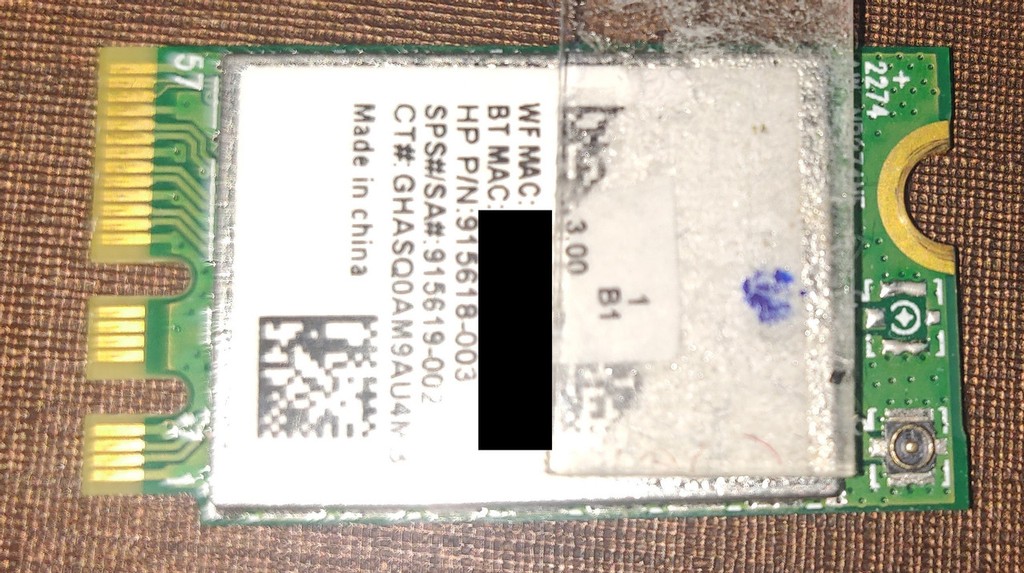 WF MAC:
BT MAC:
HP P/N:915618-003
SPS#/SA#:915619-002
CT#:
Made in china
3.00
1
B1
57
2274